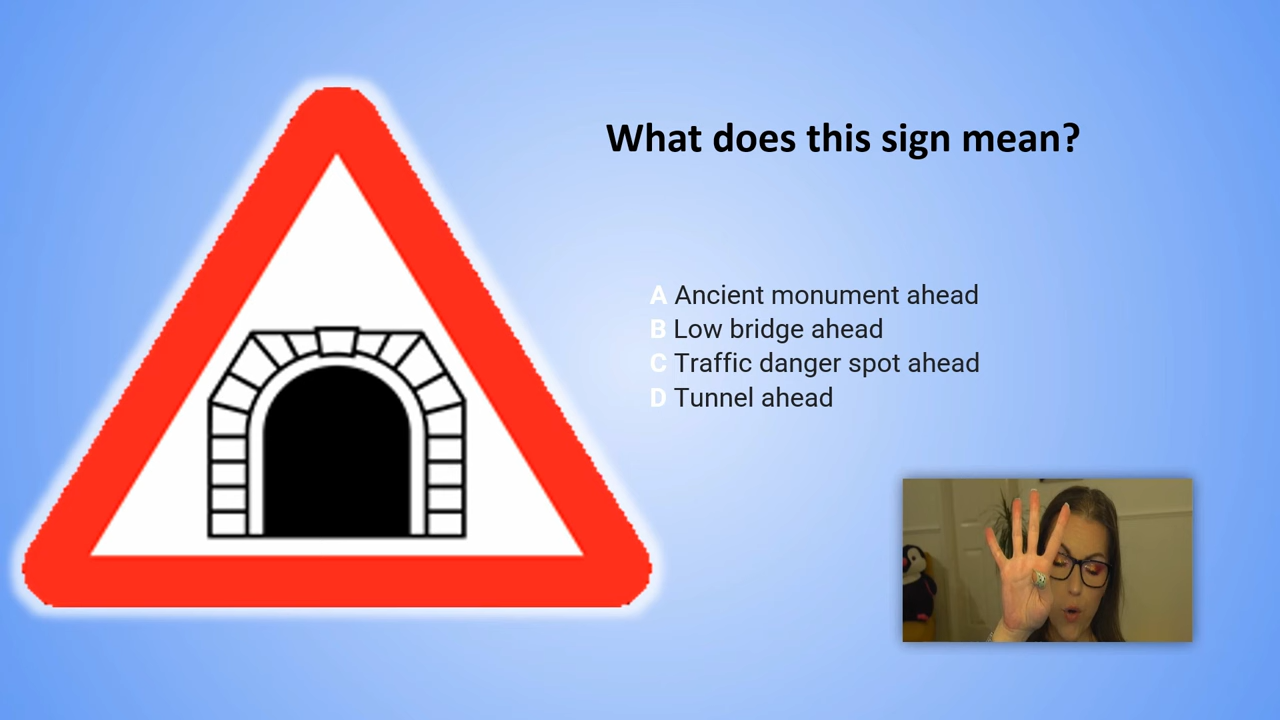 What does this sign mean?
A Ancient monument ahead
B Low bridge ahead
C Traffic danger spot ahead
D Tunnel ahead